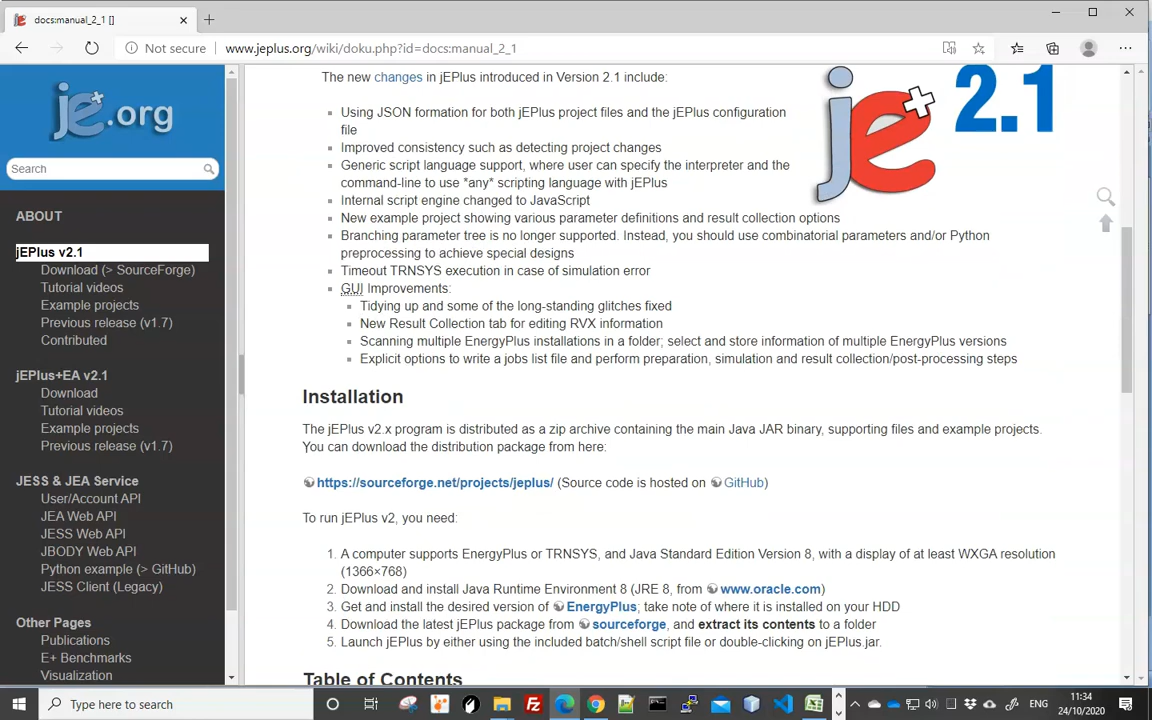 docs:manual_2_1 []
Not secure
www.jeplus.org/wiki/doku.php?id=docs:manual_2_1
je+.org
Search
ABOUT
jEPlus v2.1
Download (> SourceForge)
Tutorial videos
Example projects
Previous release (v1.7)
Contributed
jEPlus+EA v2.1
Download
Tutorial videos
Example projects
Previous release (v1.7)
JESS & JEA Service
User/Account API
JEA Web API
JESS Web API
JBODY Web API
Python example (> GitHub)
JESS Client (Legacy)
Other Pages
Publications
E+ Benchmarks
Visualization
The new changes in jEPlus introduced in Version 2.1 include:
je+ 2.1
Using JSON formation for both jEPlus project files and the jEPlus configuration
file
Improved consistency such as detecting project changes
Generic script language support, where user can specify the interpreter and the
command-line to use *any* scripting language with jEPlus
Internal script engine changed to JavaScript
New example project showing various parameter definitions and result collection options
Branching parameter tree is no longer supported. Instead, you should use combinatorial parameters and/or Python
preprocessing to achieve special designs
Timeout TRNSYS execution in case of simulation error
GUI Improvements:
Tidying up and some of the long-standing glitches fixed
New Result Collection tab for editing RVX information
Scanning multiple EnergyPlus installations in a folder; select and store information of multiple EnergyPlus versions
Explicit options to write a jobs list file and perform preparation, simulation and result collection/post-processing steps
Installation
The jEPlus v2.x program is distributed as a zip archive containing the main Java JAR binary, supporting files and example projects.
You can download the distribution package from here:
https://sourceforge.net/projects/jeplus/ (Source code is hosted on GitHub)
To run jEPlus v2, you need:
1. A computer supports EnergyPlus or TRNSYS, and Java Standard Edition Version 8, with a display of at least WXGA resolution
(1366×768)
2. Download and install Java Runtime Environment 8 (JRE 8, from www.oracle.com)
3. Get and install the desired version of EnergyPlus; take note of where it is installed on your HDD
4. Download the latest jEPlus package from sourceforge, and extract its contents to a folder
5. Launch jEPlus by either using the included batch/shell script file or double-clicking on jEPlus.jar.
Table of Contents
Type here to search
ENG
11:34
24/10/2020